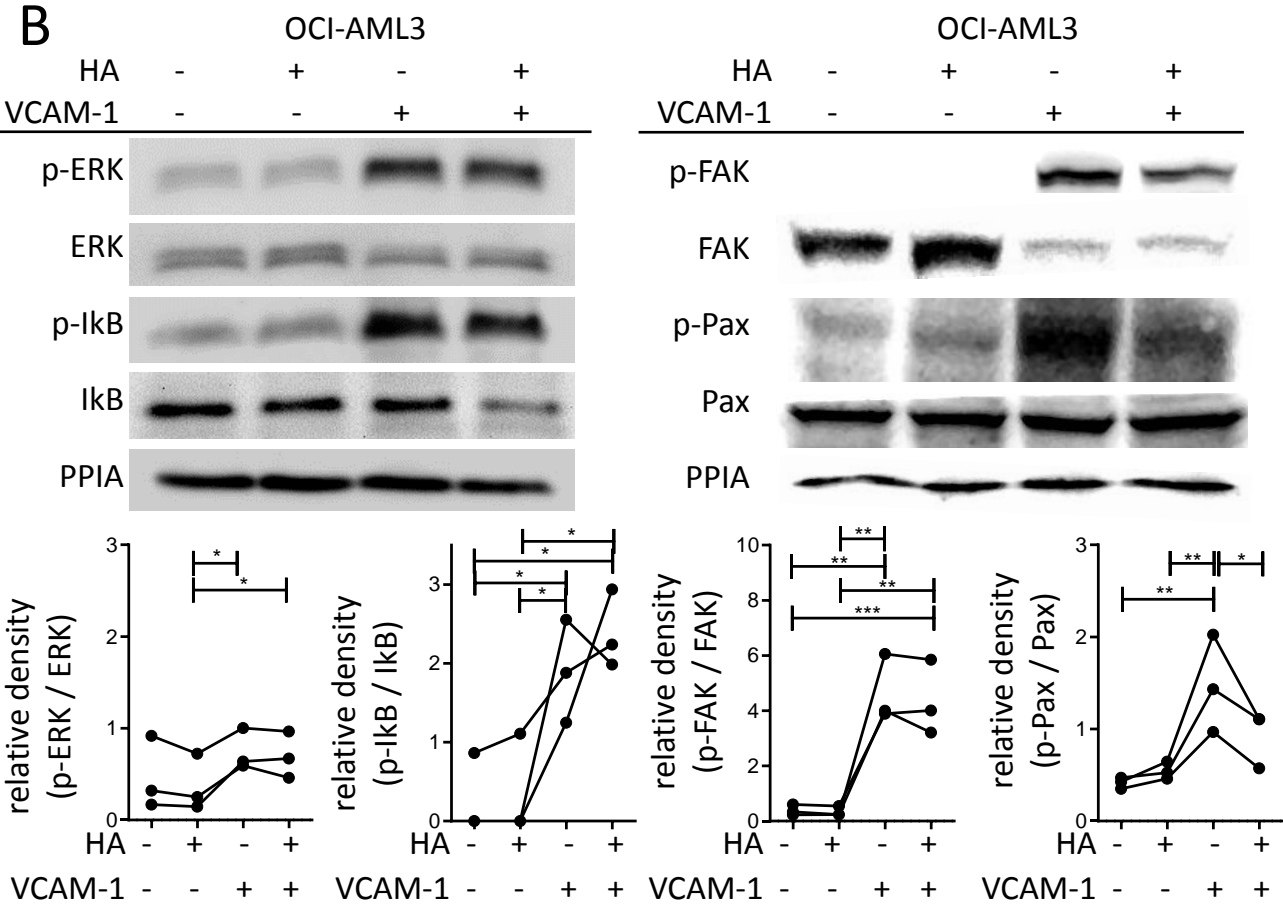 B
OCI-AML3
HA - + - +
VCAM-1 - - + +
p-ERK
ERK
p-IkB
IkB
PPIA
OCI-AML3
HA - + - +
VCAM-1 - - + +
p-FAK
FAK
p-Pax
Pax
PPIA
relative density
(p-ERK / ERK)
3
2
1
0
*
*
HA - + - +
VCAM-1 - - + +
relative density
(p-IkB / IkB)
3
2
1
0
*
*
*
*
HA - + - +
VCAM-1 - - + +
relative density
(p-FAK / FAK)
10
8
6
4
2
0
**
**
**
***
HA - + - +
VCAM-1 - - + +
relative density
(p-Pax / Pax)
3
2
1
0
** *
**
HA - + - +
VCAM-1 - - + +